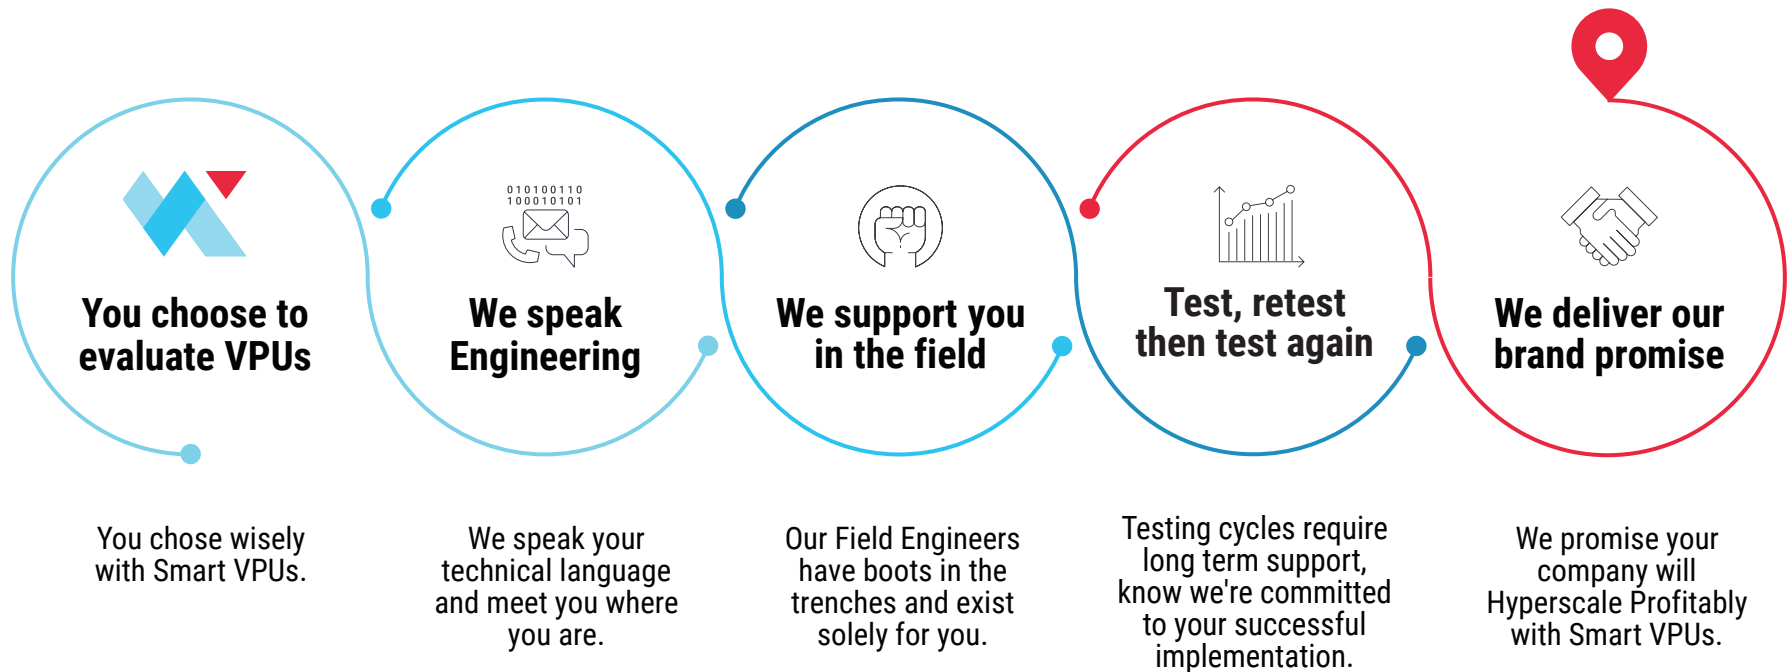 You choose to
evaluate VPUs
You chose wisely
with Smart VPUs.
010100110
100010101
We speak
Engineering
We speak your
technical language
and meet you where
you are.
We support you
in the field
Our Field Engineers
have boots in the
trenches and exist
solely for you.
Test, retest
then test again
Testing cycles require
long term support,
know we're committed
to your successful
implementation.
We deliver our
brand promise
We promise your
company will
Hyperscale Profitably
with Smart VPUs.